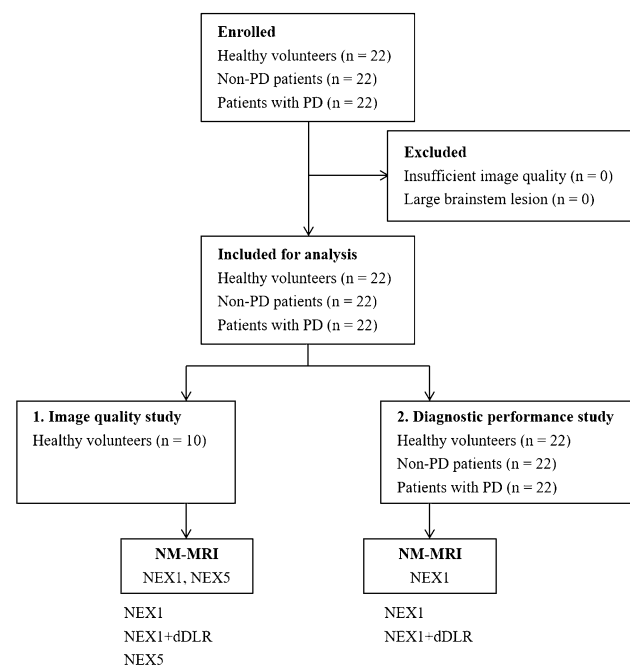 Enrolled
Healthy volunteers (n = 22)
Non-PD patients (n = 22)
Patients with PD (n = 22)
Excluded
Insufficient image quality (n = 0)
Large brainstem lesion (n = 0)
Included for analysis
Healthy volunteers (n = 22)
Non-PD patients (n = 22)
Patients with PD (n = 22)
1. Image quality study
Healthy volunteers (n = 10)
2. Diagnostic performance study
Healthy volunteers (n = 22)
Non-PD patients (n = 22)
Patients with PD (n = 22)
NM-MRI
NEX1, NEX5
NEX1
NEX1+dDLR
NEX5
NM-MRI
NEX1
NEX1
NEX1+dDLR